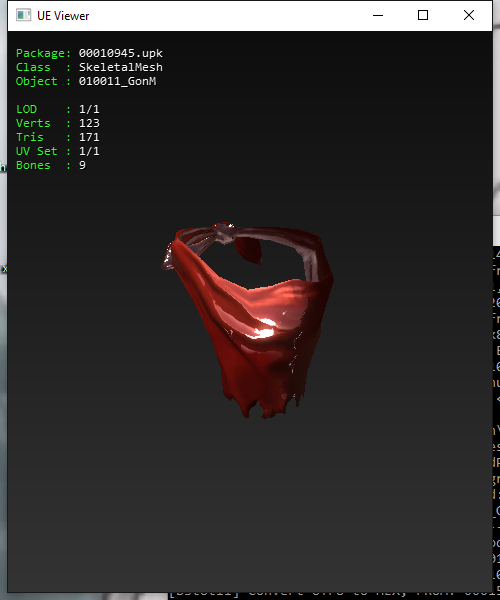 UE Viewer
Package: 00010945.upk
Class : SkeletalMesh
Object : 010011_GonM
LOD : 1/1
Verts : 123
Tris : 171
UV Set : 1/1
Bones : 9